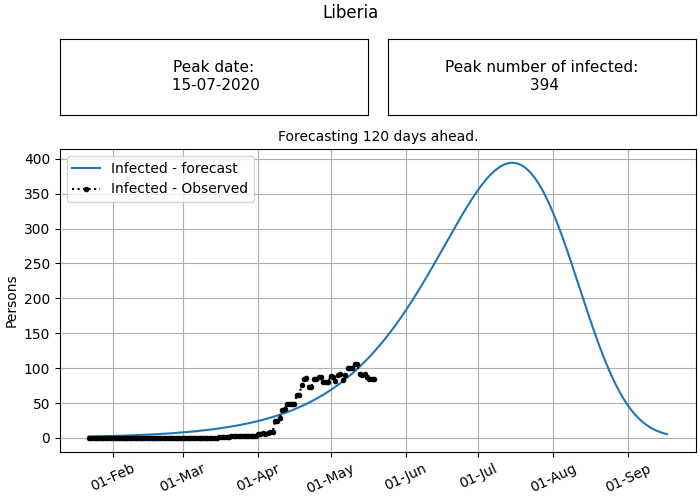 Liberia
Peak date:
15-07-2020
Peak number of infected:
394
Forecasting 120 days ahead.
Infected - forecast
Infected - Observed
Persons
400
350
300
250
200
150
100
50
0
01-Feb
01-Mar
01-Apr
01-May
01-Jun
01-Jul
01-Aug
01-Sep